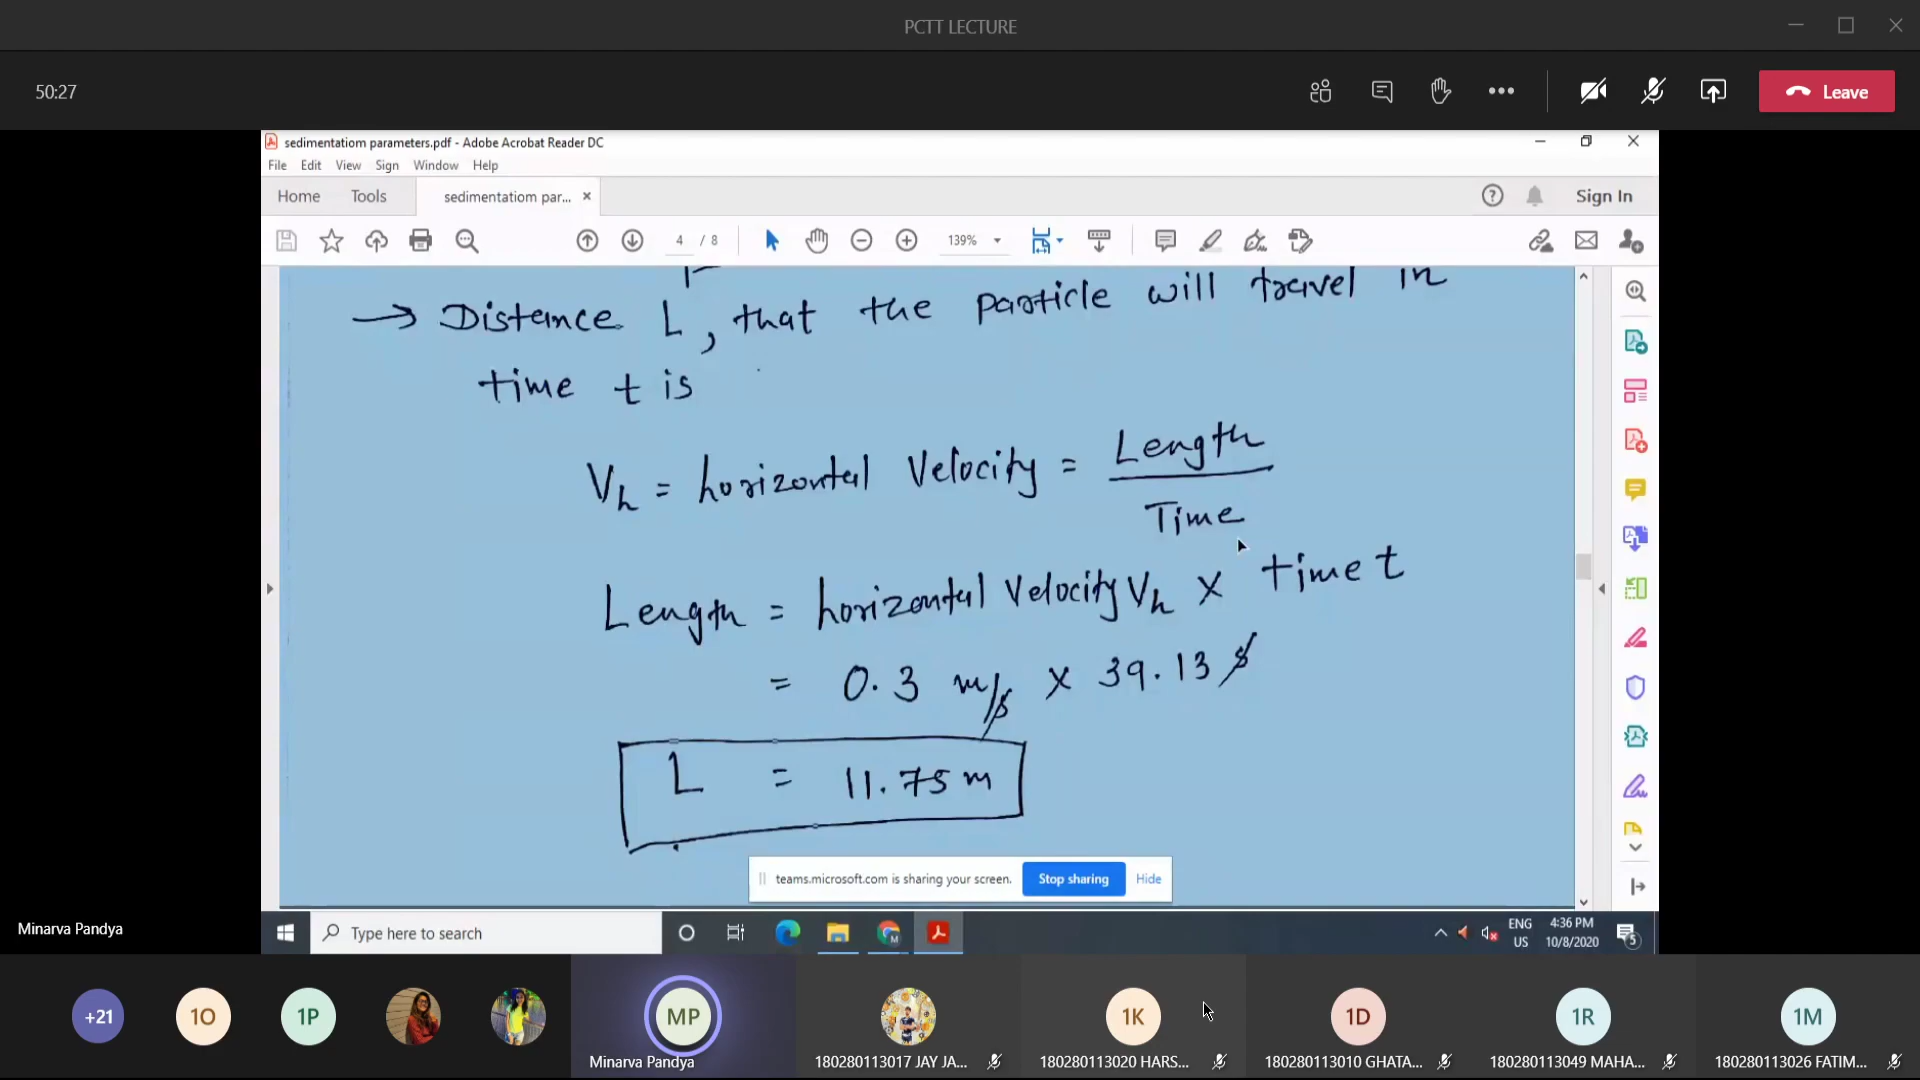 PCTT LECTURE
50:27
Leave
sedimentatiom parameters.pdf - Adobe Acrobat Reader DC
File Edit View Sign Window Help
Home Tools sedimentatiom par... × Sign In
4 / 8 139%
→ Distance L, that the particle will travel in
time t is
Vh = horizontal Velocity = Length
Time
Length = horizontal Velocity Vh × time t
= 0.3 m/s × 39.13 s
L = 11.75 m
teams.microsoft.com is sharing your screen. Stop sharing Hide
Minarva Pandya
Type here to search
ENG
US
4:36 PM
10/8/2020
5
+21 1O 1P MP 1K 1D 1R 1M
Minarva Pandya 180280113017 JAY JA... 180280113020 HARS... 180280113010 GHATA... 180280113049 MAHA... 180280113026 FATIM...